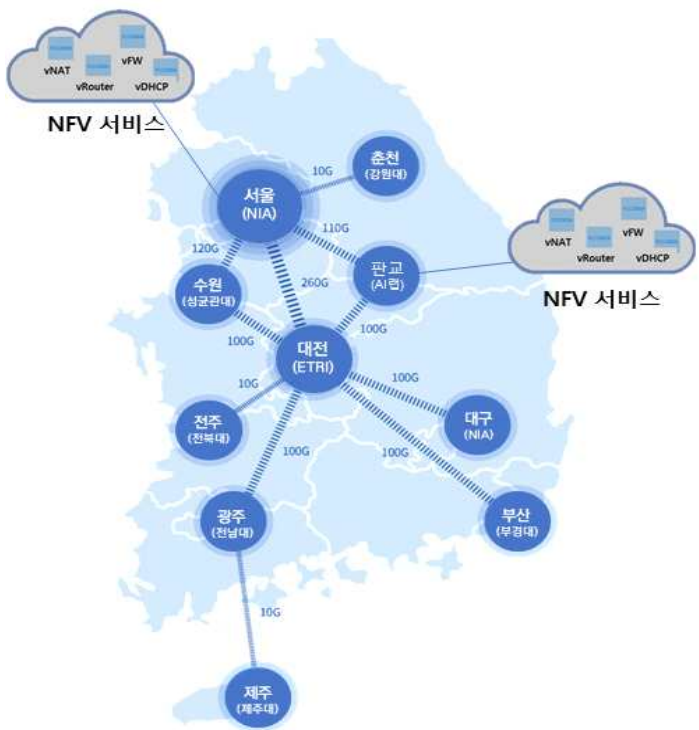 vNAT
vFW
vRouter
vDHCP
NFV 서비스
춘천
(강원대)
10G
서울
(NIA)
110G
120G
판교
(AI랩)
vNAT
vFW
vRouter
vDHCP
NFV 서비스
수원
(성균관대)
260G
100G
100G
대전
(ETRI)
10G
100G
전주
(전북대)
대구
(NIA)
100G
100G
광주
(전남대)
부산
(부경대)
10G
제주
(제주대)